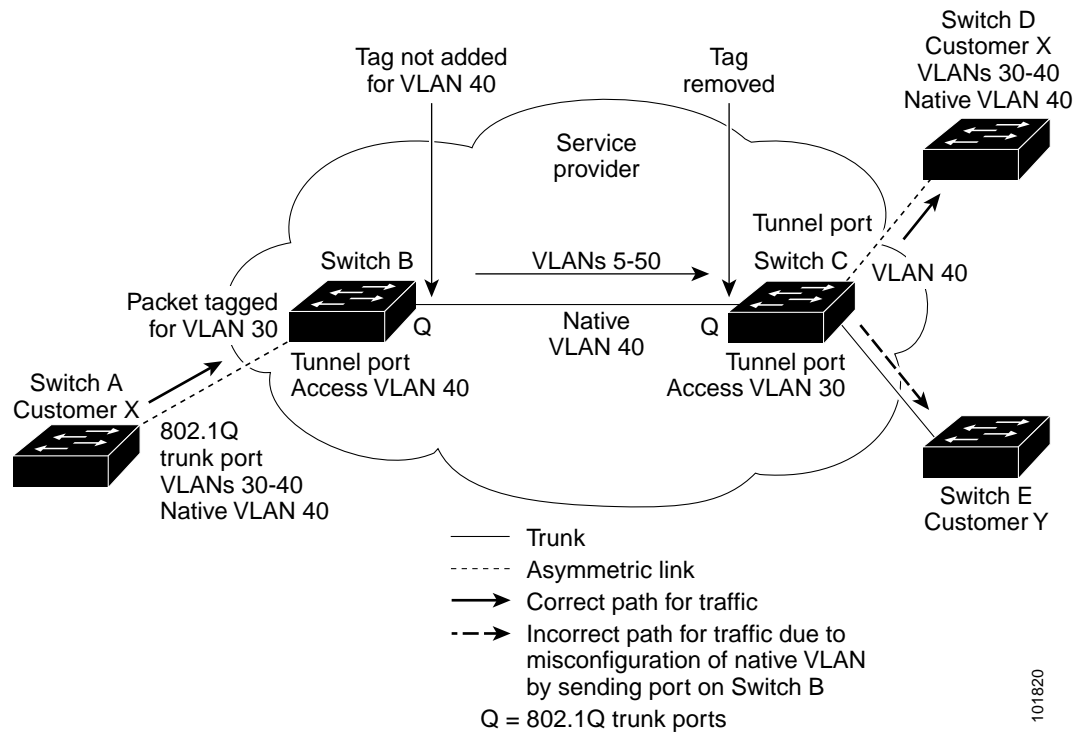 Tag not added
for VLAN 40
Tag
removed
Switch D
Customer X
VLANs 30-40
Native VLAN 40
Service
provider
Tunnel port
Switch B
VLANs 5-50
Switch C
VLAN 40
Packet tagged
for VLAN 30
Q
Native
VLAN 40
Q
Tunnel port
Access VLAN 40
Tunnel port
Access VLAN 30
Switch A
Customer X
802.1Q
trunk port
VLANs 30-40
Native VLAN 40
Switch E
Customer Y
Trunk
Asymmetric link
Correct path for traffic
Incorrect path for traffic due to
misconfiguration of native VLAN
by sending port on Switch B
Q = 802.1Q trunk ports
101820